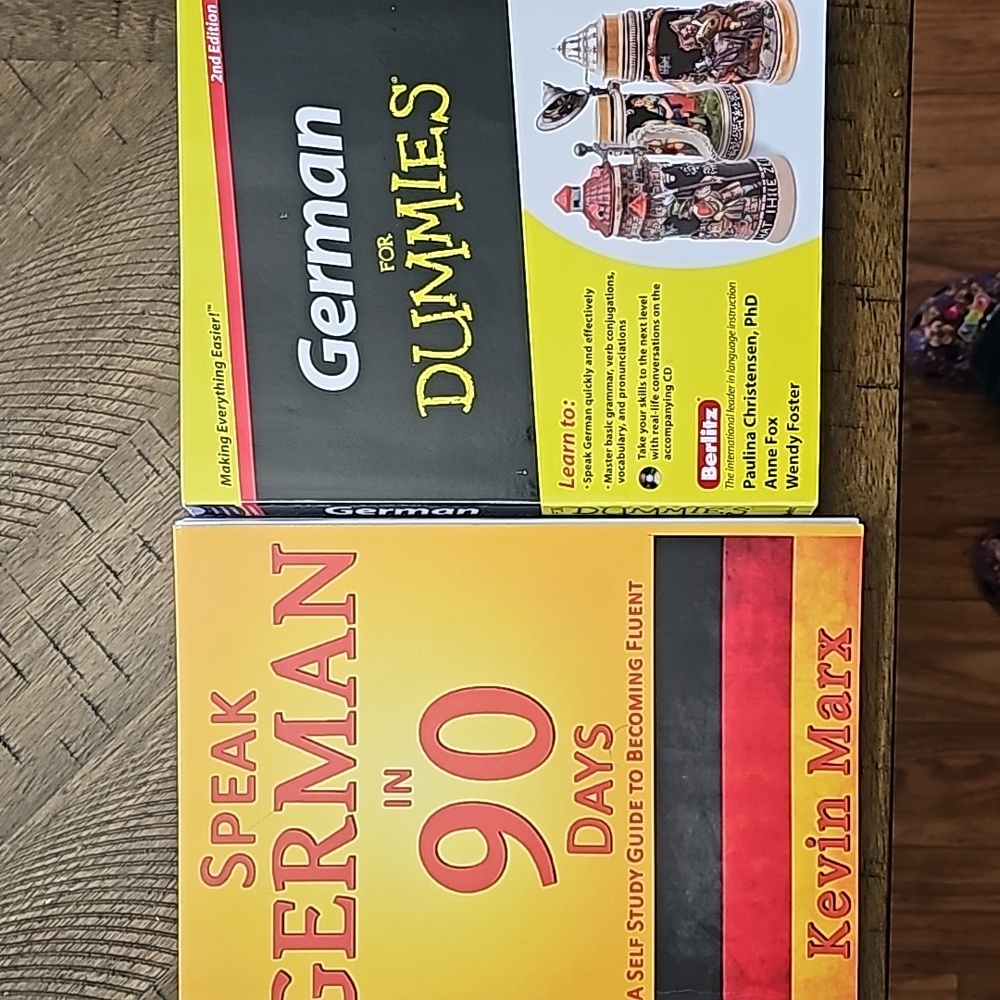 SPEAK
GERMAN
IN
90
DAYS
A SELF STUDY GUIDE TO BECOMING FLUENT
Kevin Marx
German
DUMMIES
Making Everything Easier!™
2nd Edition
German
FOR
DUMMIES
Learn to:
• Speak German quickly and effectively
• Master basic grammar, verb conjugations,
vocabulary, and pronunciations
Take your skills to the next level
with real-life conversations on the
accompanying CD
Berlitz
The international leader in language instruction
Paulina Christensen, PhD
Anne Fox
Wendy Foster
HAT IHRE